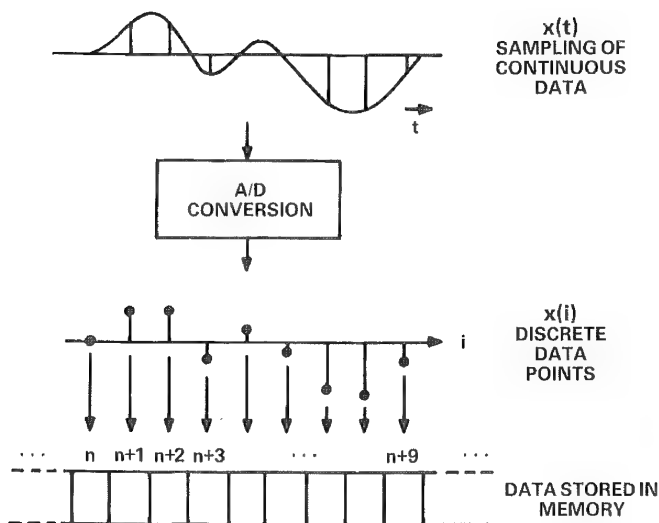 x(t)
SAMPLING OF
CONTINUOUS
DATA
t
A/D
CONVERSION
x(i)
DISCRETE
DATA
POINTS
i
... n n+1 n+2 n+3 ... n+9 ...
DATA STORED IN
MEMORY